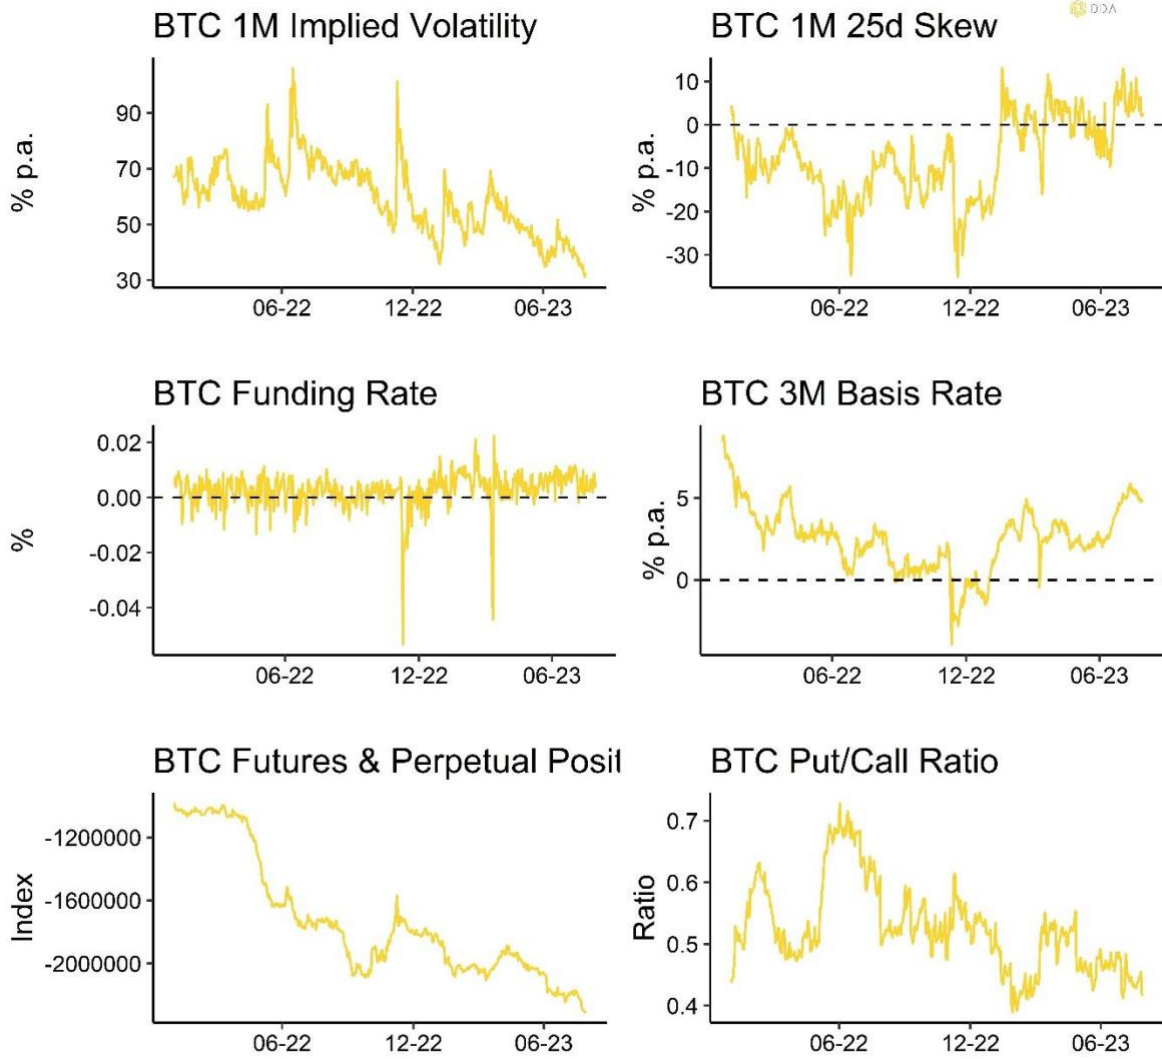 DDA
BTC 1M Implied Volatility
% p.a.
90
70
50
30
06-22 12-22 06-23
BTC 1M 25d Skew
% p.a.
10
0
-10
-20
-30
06-22 12-22 06-23
BTC Funding Rate
%
0.02
0.00
-0.02
-0.04
06-22 12-22 06-23
BTC 3M Basis Rate
% p.a.
5
0
06-22 12-22 06-23
BTC Futures & Perpetual Posit
Index
-1200000
-1600000
-2000000
06-22 12-22 06-23
BTC Put/Call Ratio
Ratio
0.7
0.6
0.5
0.4
06-22 12-22 06-23